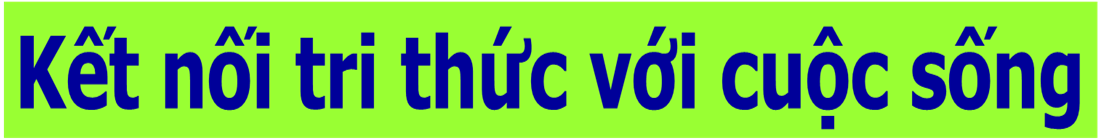 Kết nối tri thức với cuộc sống